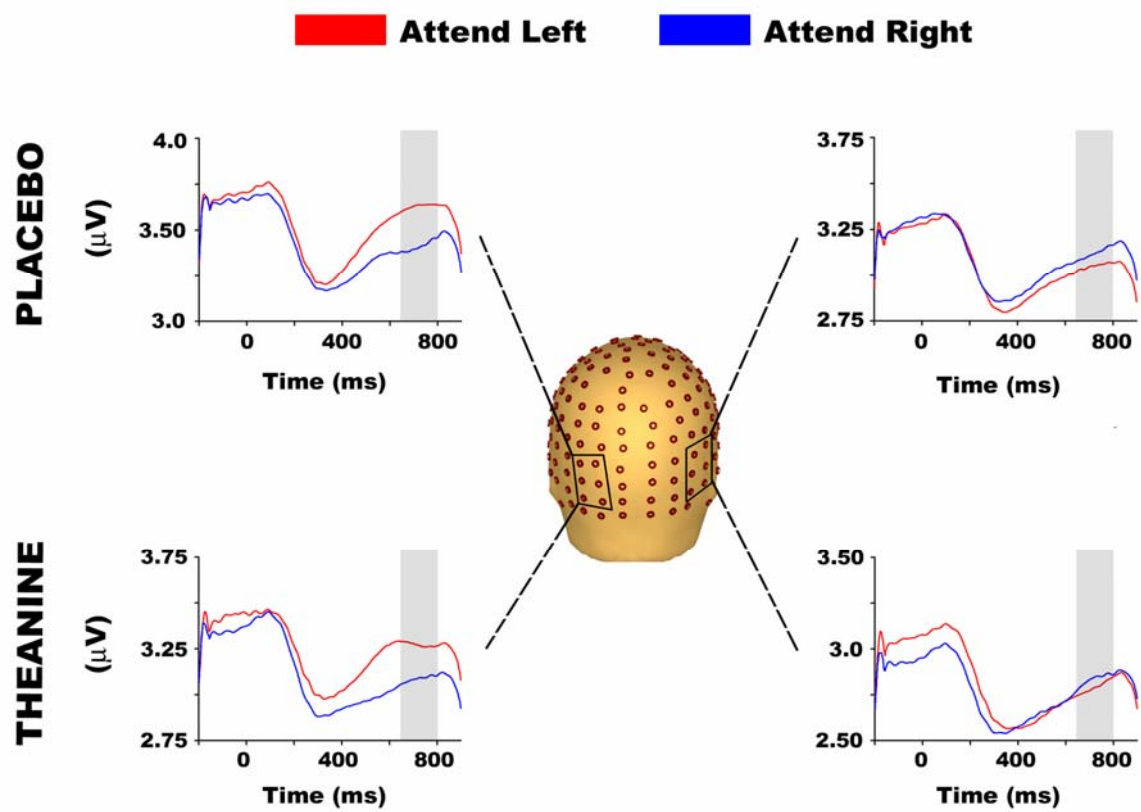 Attend Left
Attend Right
PLACEBO
(μV)
4.0
3.50
3.0
0
400
800
Time (ms)
3.75
3.25
2.75
0
400
800
Time (ms)
THEANINE
(μV)
3.75
3.25
2.75
0
400
800
Time (ms)
3.50
3.0
2.50
0
400
800
Time (ms)